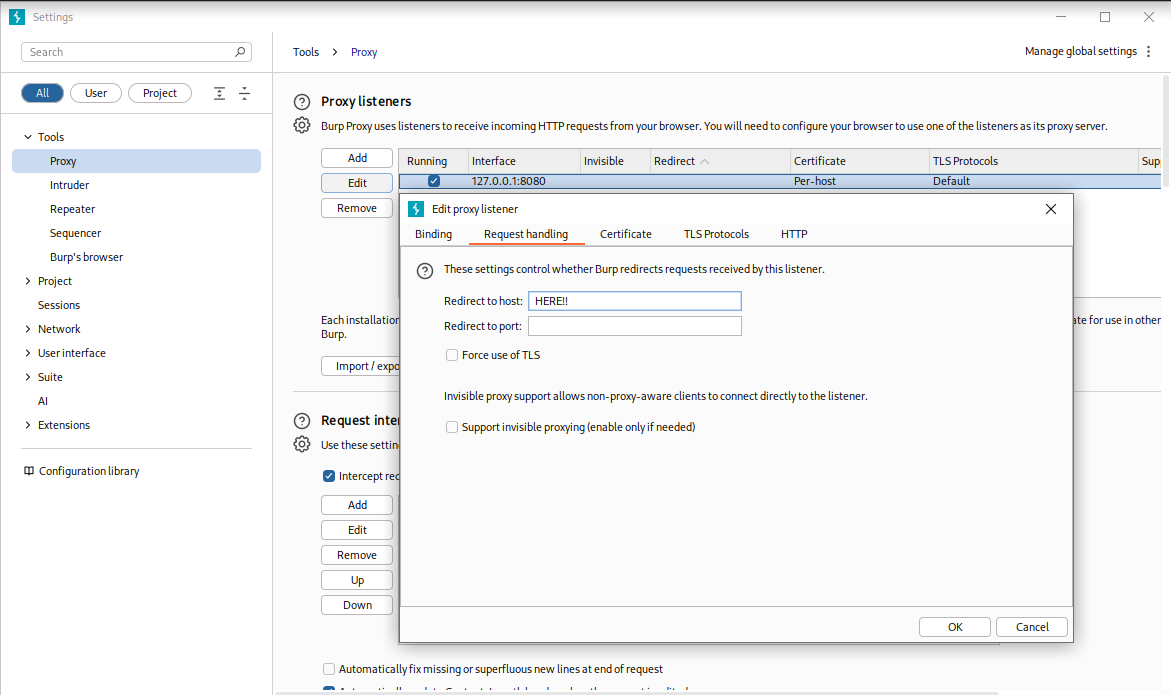 Settings
Search
Tools > Proxy
Manage global settings
All
User
Project
Tools
Proxy
Intruder
Repeater
Sequencer
Burp's browser
Project
Sessions
Network
User interface
Suite
AI
Extensions
Configuration library
Proxy listeners
Burp Proxy uses listeners to receive incoming HTTP requests from your browser. You will need to configure your browser to use one of the listeners as its proxy server.
Add
Edit
Remove
Running Interface Invisible Redirect Certificate TLS Protocols Sup
127.0.0.1:8080 Per-host Default
Edit proxy listener
Binding Request handling Certificate TLS Protocols HTTP
These settings control whether Burp redirects requests received by this listener.
Redirect to host: HERE!!
Redirect to port:
Force use of TLS
Invisible proxy support allows non-proxy-aware clients to connect directly to the listener.
Support invisible proxying (enable only if needed)
OK
Cancel
Each installation
ate for use in other
Burp.
Import / expo
Request inter
Use these settin
Intercept rec
Add
Edit
Remove
Up
Down
Automatically fix missing or superfluous new lines at end of request